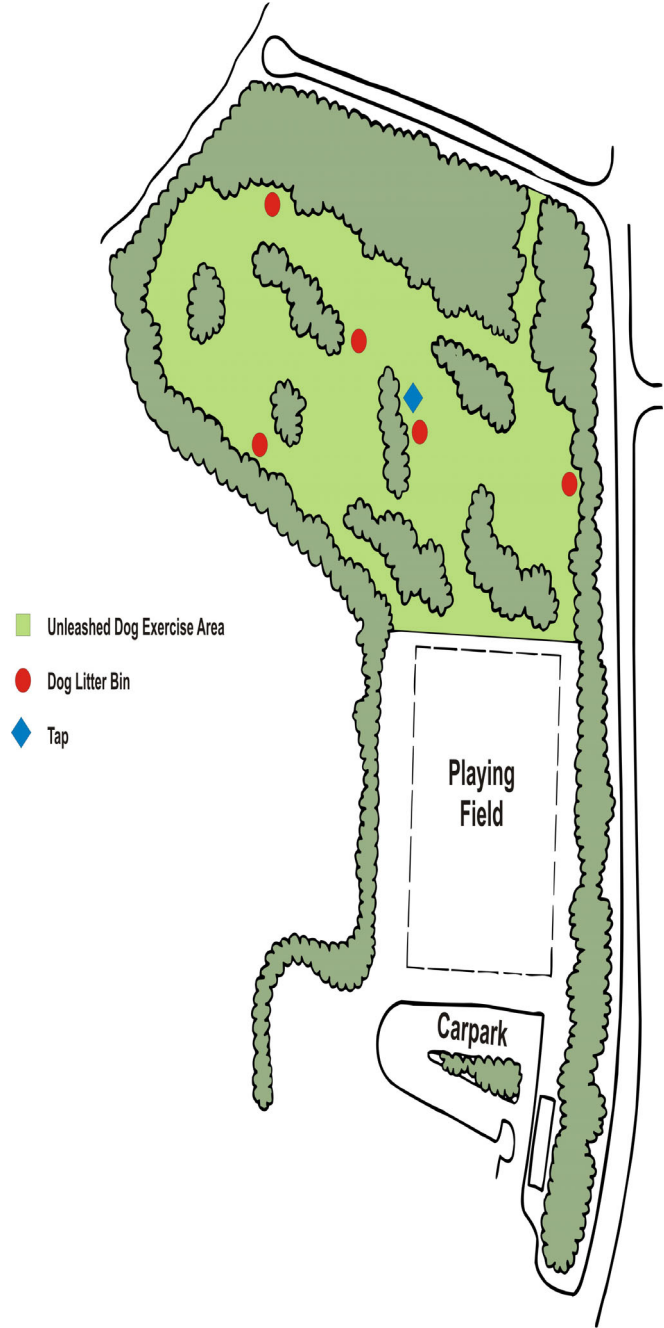 Unleashed Dog Exercise Area
Dog Litter Bin
Tap
Playing
Field
Carpark